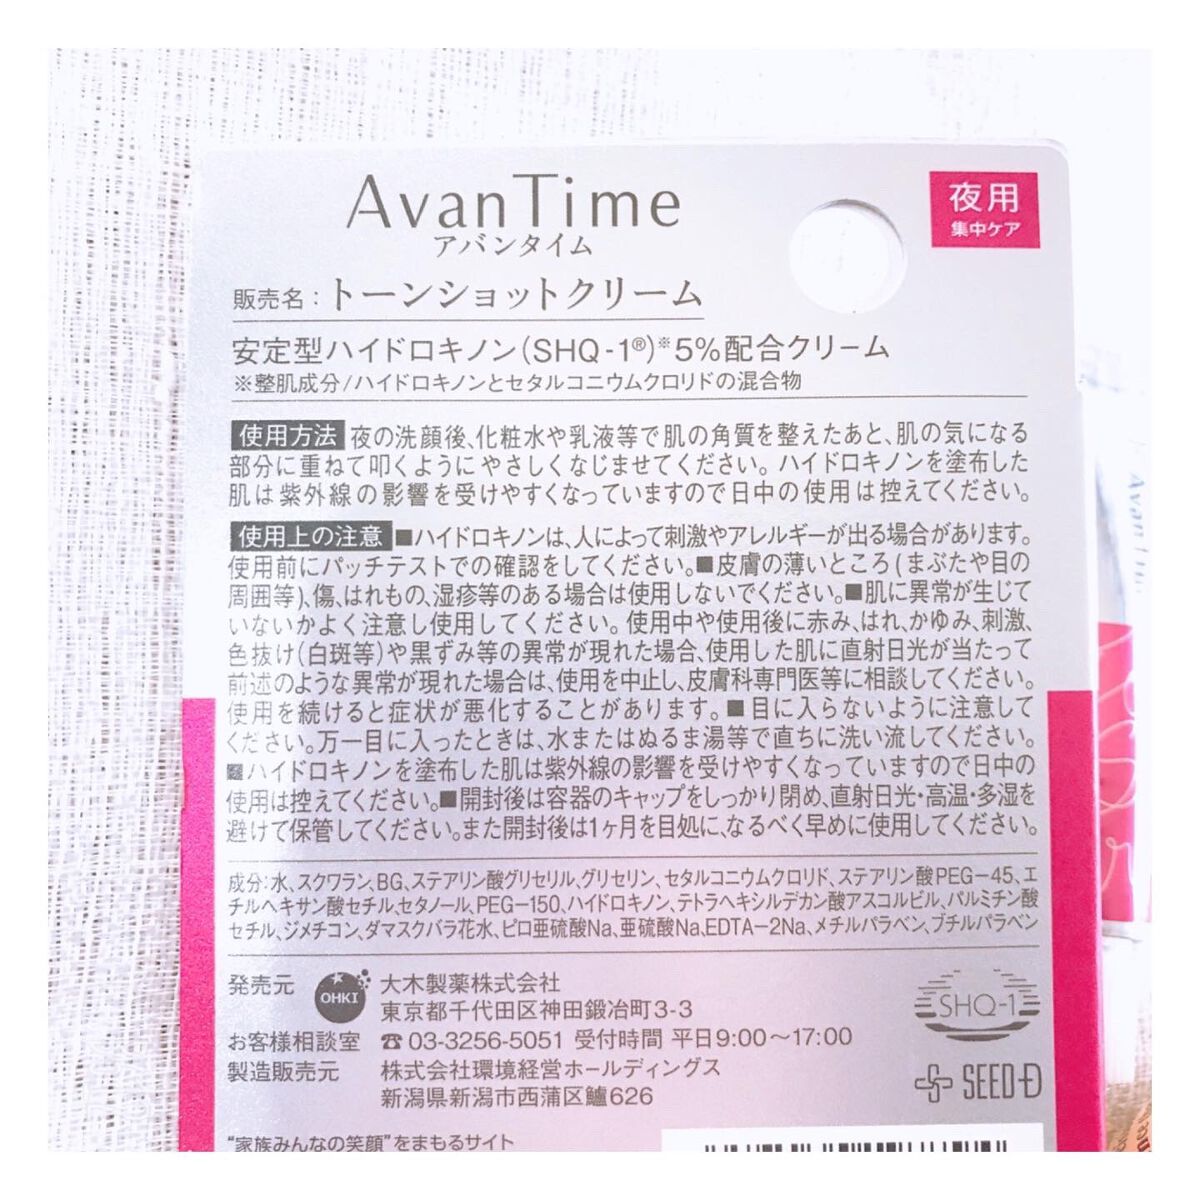 AvanTime
アバンタイム
夜用
集中ケア
販売名：トーンショットクリーム
安定型ハイドロキノン(SHQ-1®)※5%配合クリーム
※整肌成分/ハイドロキノンとセタルコニウムクロリドの混合物
使用方法 夜の洗顔後、化粧水や乳液等で肌の角質を整えたあと、肌の気になる
部分に重ねて叩くようにやさしくなじませてください。ハイドロキノンを塗布した
肌は紫外線の影響を受けやすくなっていますので日中の使用は控えてください。
使用上の注意 ■ハイドロキノンは、人によって刺激やアレルギーが出る場合があります。
使用前にパッチテストでの確認をしてください。■皮膚の薄いところ(まぶたや目の
周囲等)、傷、はれもの、湿疹等のある場合は使用しないでください。■肌に異常が生じて
いないかよく注意し使用してください。使用中や使用後に赤み、はれ、かゆみ、刺激、
色抜け(白斑等)や黒ずみ等の異常が現れた場合、使用した肌に直射日光が当たって
前述のような異常が現れた場合は、使用を中止し、皮膚科専門医等に相談してください。
使用を続けると症状が悪化することがあります。■目に入らないように注意して
ください。万一目に入ったときは、水またはぬるま湯等で直ちに洗い流してください。
■ハイドロキノンを塗布した肌は紫外線の影響を受けやすくなっていますので日中の
使用は控えてください。■開封後は容器のキャップをしっかり閉め、直射日光・高温・多湿を
避けて保管してください。また開封後は1ヶ月を目処に、なるべく早めに使用してください。
成分：水、スクワラン、BG、ステアリン酸グリセリル、グリセリン、セタルコニウムクロリド、ステアリン酸PEG－45、エ
チルヘキサン酸セチル、セタノール、PEG－150、ハイドロキノン、テトラヘキシルデカン酸アスコルビル、パルミチン酸
セチル、ジメチコン、ダマスクバラ花水、ピロ亜硫酸Na、亜硫酸Na、EDTA－2Na、メチルパラベン、ブチルパラベン
発売元 OHKI 大木製薬株式会社
東京都千代田区神田鍛冶町3-3
お客様相談室 ☎03-3256-5051 受付時間 平日9:00～17:00
製造販売元 株式会社環境経営ホールディングス
新潟県新潟市西蒲区鱸626
SHQ-1
SEED
"家族みんなの笑顔"をまもるサイト